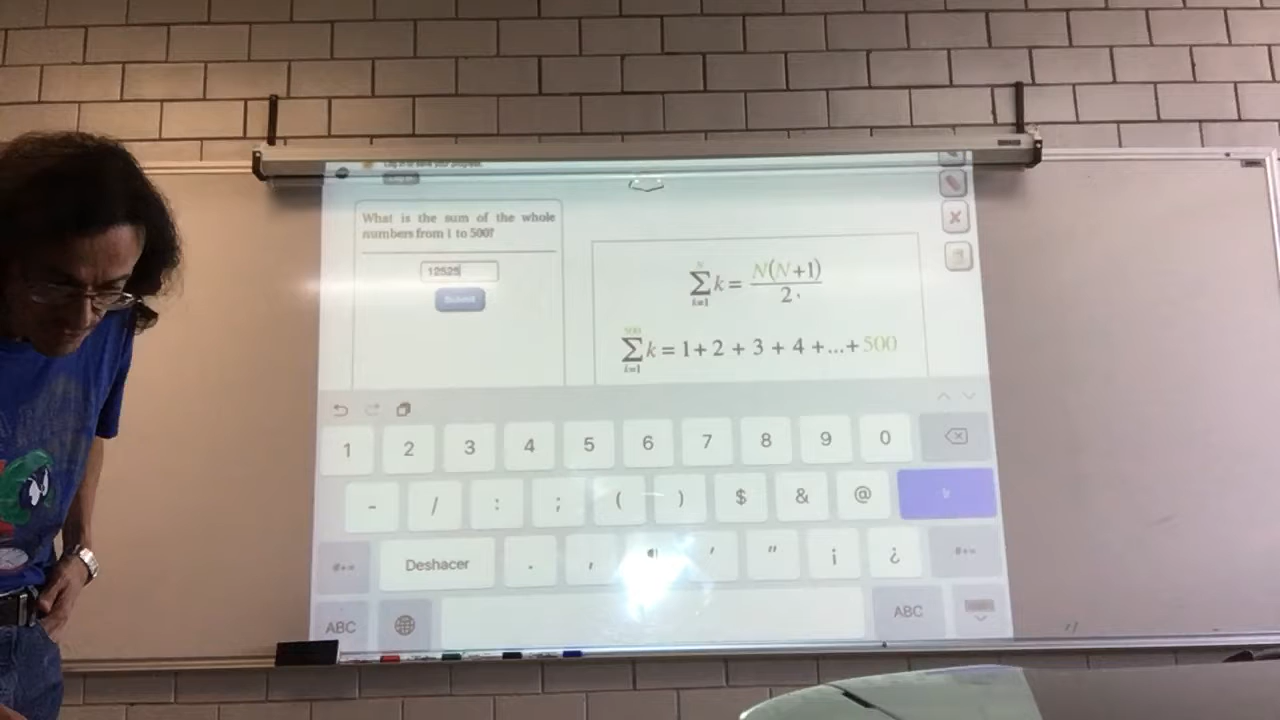 What is the sum of the whole
numbers from 1 to 500?
12525
Submit
N
∑ k = N(N+1)
i=1 2
500
∑ k = 1+ 2 + 3 + 4 +...+ 500
i=1
1 2 3 4 5 6 7 8 9 0
- / : ; ( ) $ & @ Ir
#+= Deshacer . , ' " ¡ ¿ #+=
ABC ABC